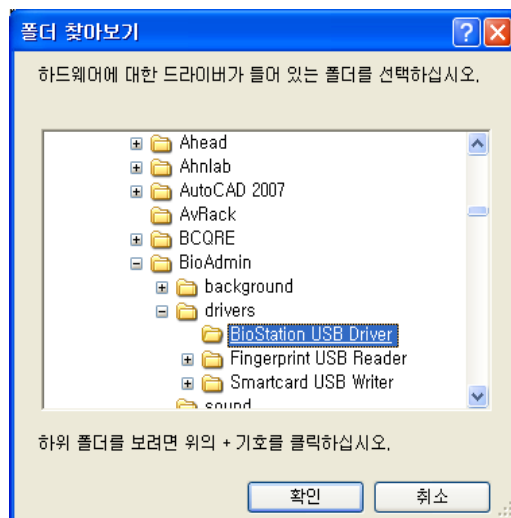 폴더 찾아보기
하드웨어에 대한 드라이버가 들어 있는 폴더를 선택하십시오.
Ahead
Ahnlab
AutoCAD 2007
AvRack
BCQRE
BioAdmin
background
drivers
BioStation USB Driver
Fingerprint USB Reader
Smartcard USB Writer
sound
하위 폴더를 보려면 위의 + 기호를 클릭하십시오.
확인
취소